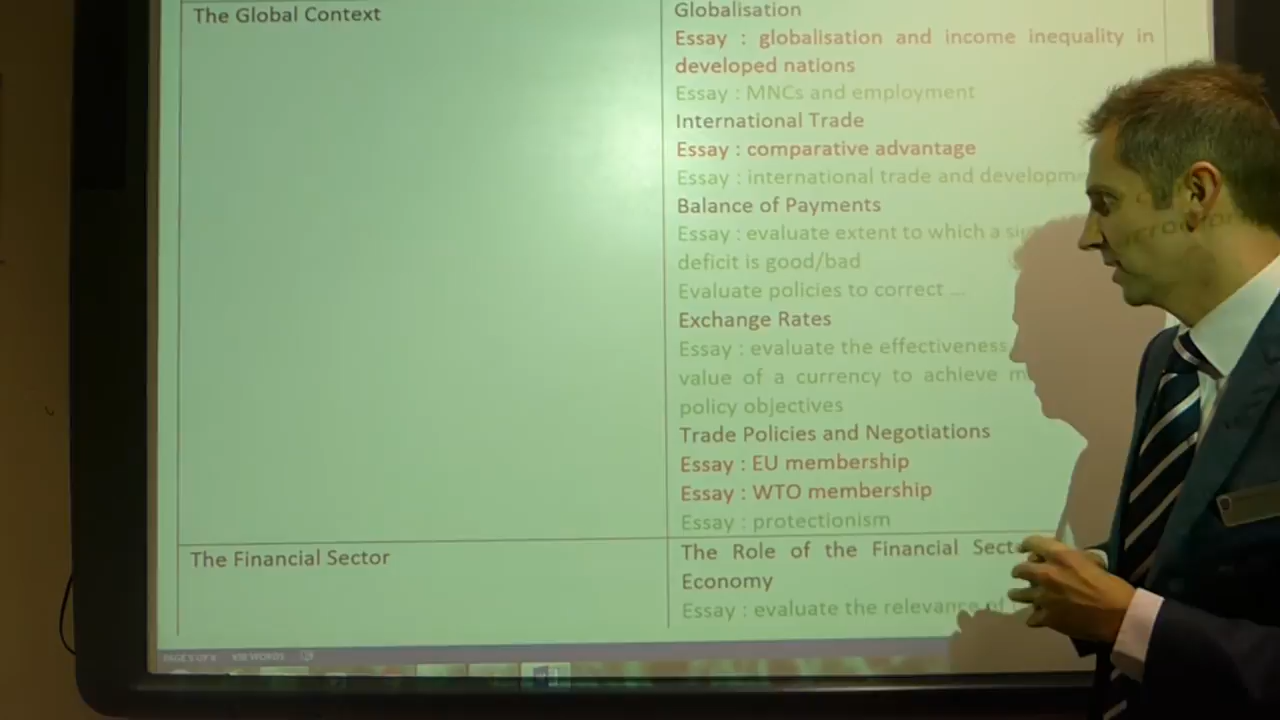 The Global Context
Globalisation
Essay : globalisation and income inequality in
developed nations
Essay : MNCs and employment
International Trade
Essay : comparative advantage
Essay : international trade and
Balance of Payments
Essay : evaluate extent to which a
deficit is good/bad
Evaluate policies to correct ...
Exchange Rates
Essay : evaluate the effectiveness
value of a currency to achieve
policy objectives
Trade Policies and Negotiations
Essay : EU membership
Essay : WTO membership
Essay : protectionism
The Financial Sector
The Role of the Financial
Economy
Essay : evaluate the relevance of